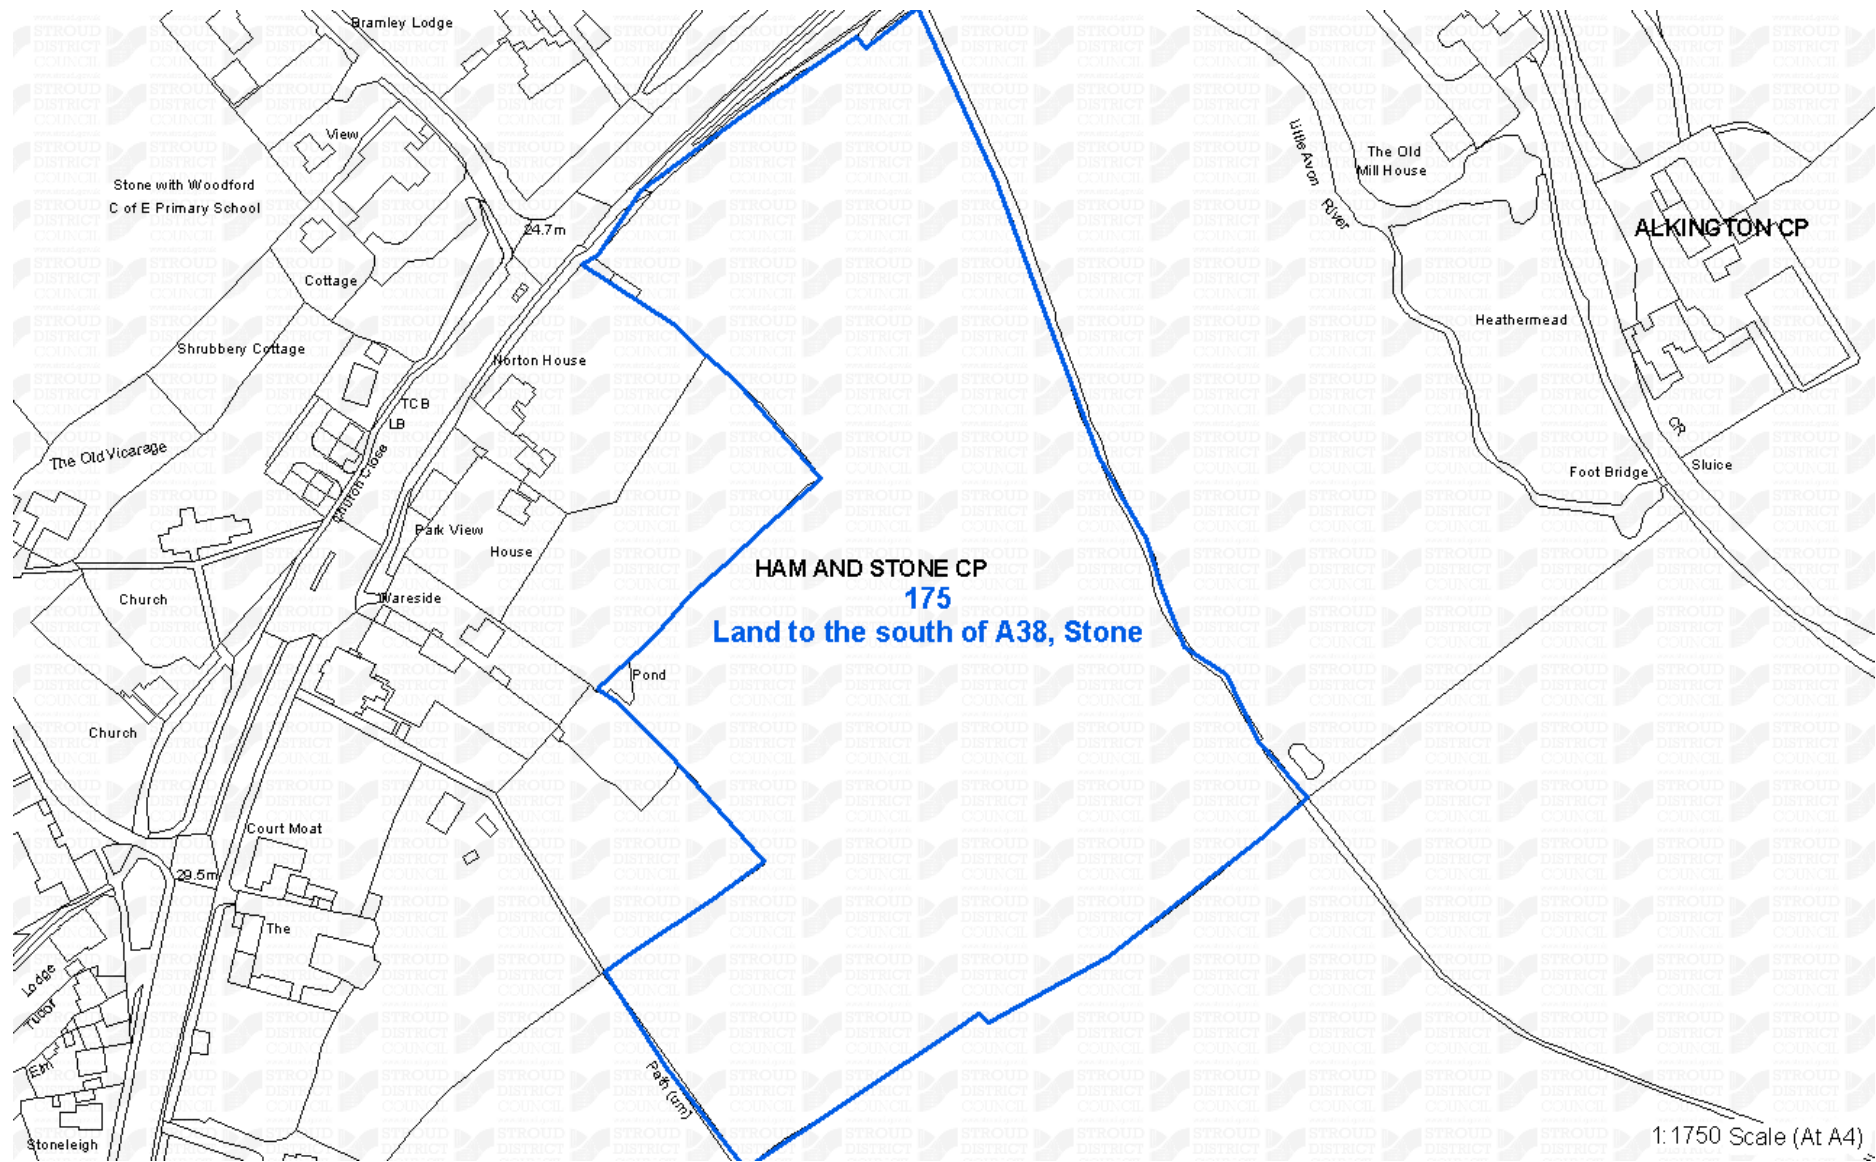 Bramley Lodge
View
Stone with Woodford
C of E Primary School
24.7m
Cottage
Shrubbery Cottage
Norton House
TCB
LB
The Old Vicarage
Church Close
Park View
House
Church
Wareside
Pond
Church
Court Moat
29.5m
The
Lodge
Tudor
Elm
Stoneleigh
Path (um)
HAM AND STONE CP
175
Land to the south of A38, Stone
Little Avon River
The Old
Mill House
ALKINGTON CP
Heathermead
CR
Foot Bridge
Sluice
1:1750 Scale (At A4)
STROUD
DISTRICT
COUNCIL